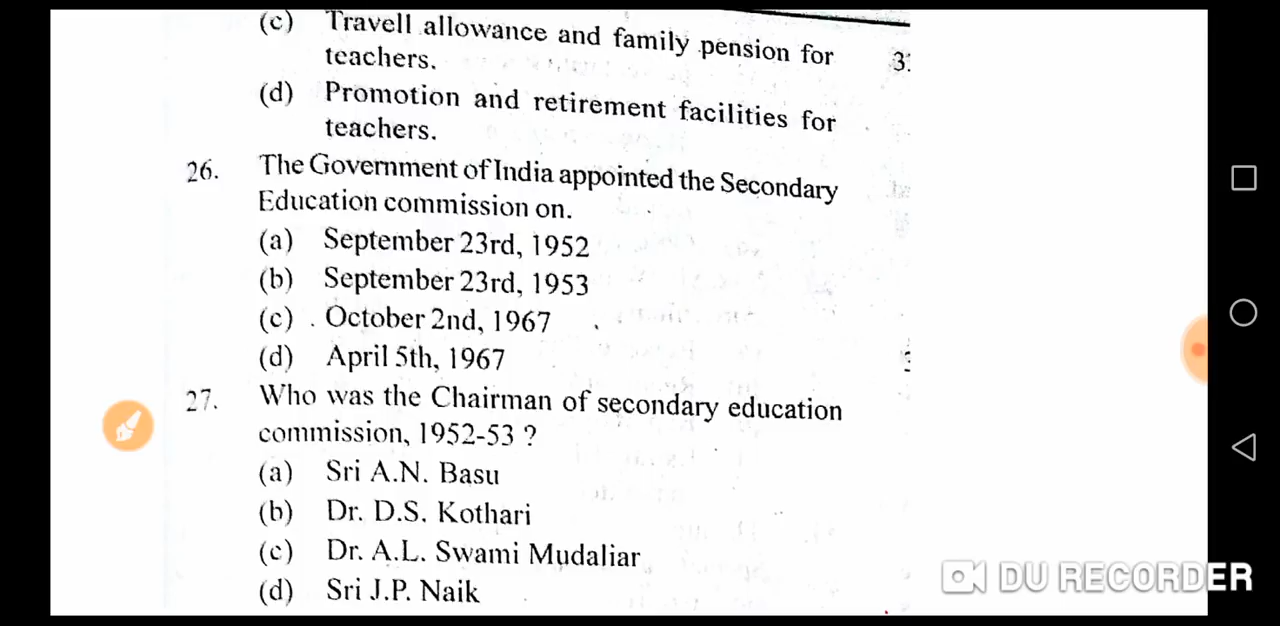 (c) Travell allowance and family pension for
teachers.
(d) Promotion and retirement facilities for
teachers.
26. The Government of India appointed the Secondary
Education commission on.
(a) September 23rd, 1952
(b) September 23rd, 1953
(c) . October 2nd, 1967
(d) April 5th, 1967
27. Who was the Chairman of secondary education
commission, 1952-53 ?
(a) Sri A.N. Basu
(b) Dr. D.S. Kothari
(c) Dr. A.L. Swami Mudaliar
(d) Sri J.P. Naik
DU RECORDER